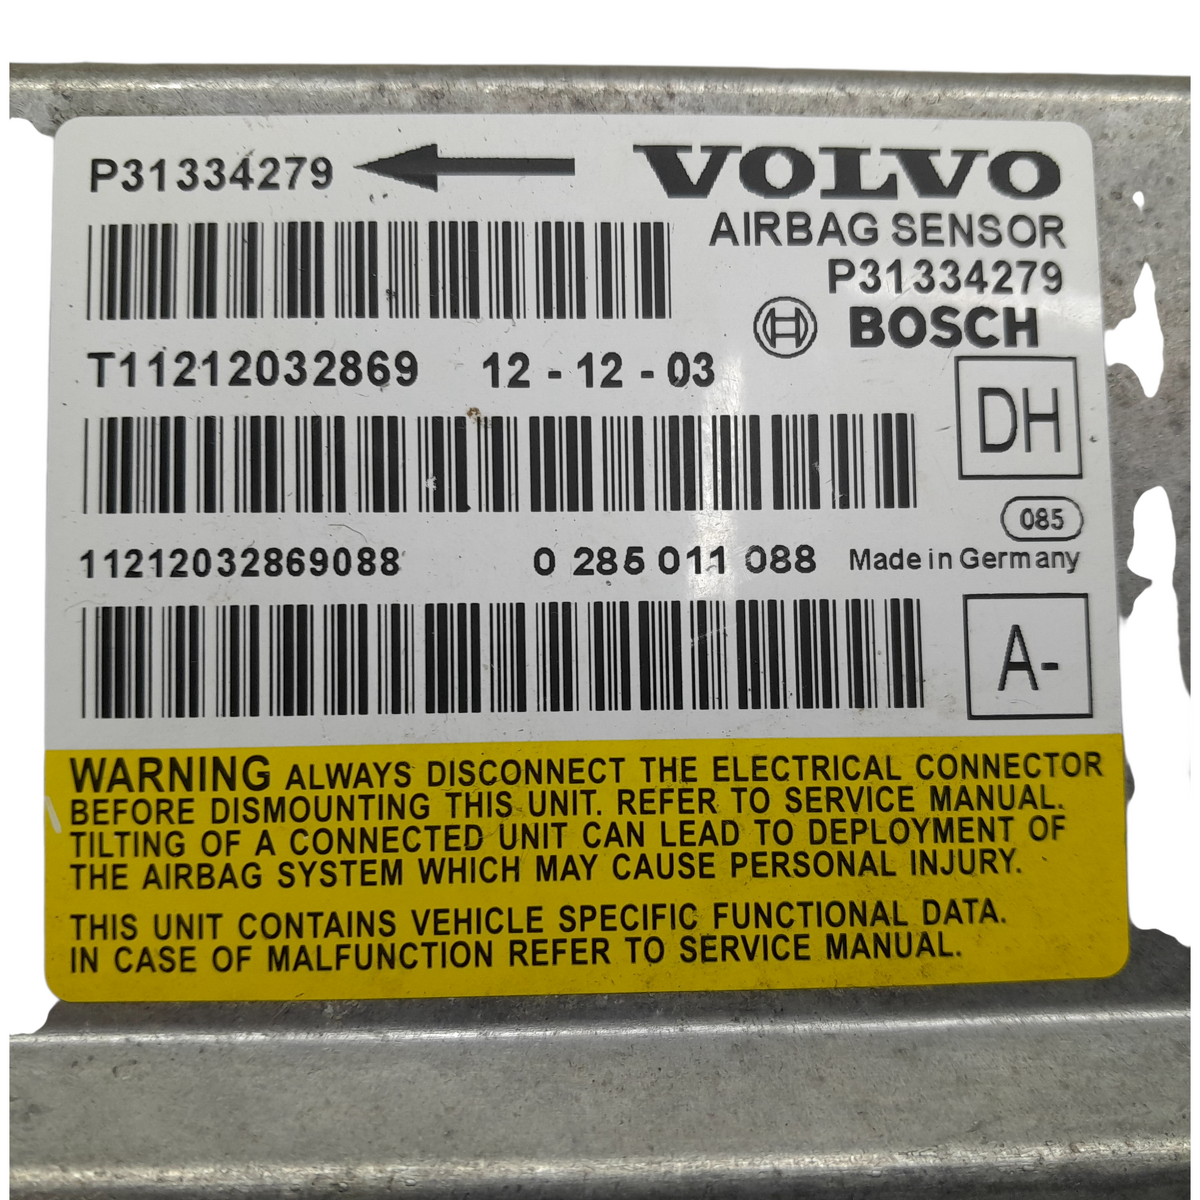 P31334279
VOLVO
AIRBAG SENSOR
P31334279
BOSCH
T11212032869 12 - 12 - 03
DH
085
11212032869088 0 285 011 088 Made in Germany
A-
WARNING ALWAYS DISCONNECT THE ELECTRICAL CONNECTOR
BEFORE DISMOUNTING THIS UNIT. REFER TO SERVICE MANUAL.
TILTING OF A CONNECTED UNIT CAN LEAD TO DEPLOYMENT OF
THE AIRBAG SYSTEM WHICH MAY CAUSE PERSONAL INJURY.
THIS UNIT CONTAINS VEHICLE SPECIFIC FUNCTIONAL DATA.
IN CASE OF MALFUNCTION REFER TO SERVICE MANUAL.